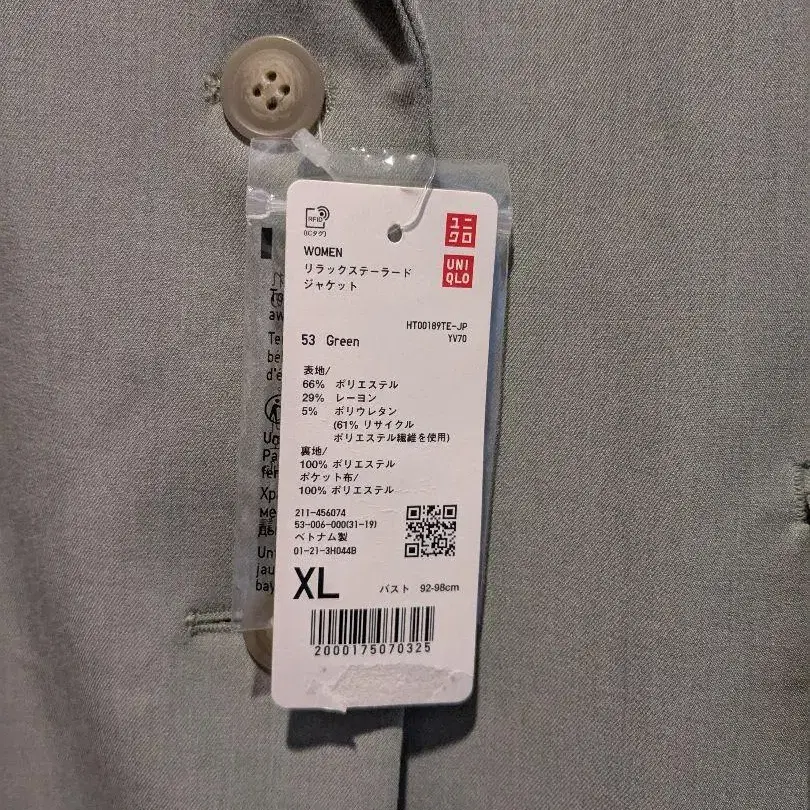 RFID
(ICタグ)
ユニ
クロ
UNI
QLO
WOMEN
リラックステーラード
ジャケット
HT00189TE-JP
YV70
53 Green
表地/
66% ポリエステル
29% レーヨン
5% ポリウレタン
(61% リサイクル
ポリエステル繊維を使用)
裏地/
100% ポリエステル
ポケット布/
100% ポリエステル
211-456074
53-006-000(31-19)
ベトナム製
01-21-3H044B
XL
バスト 92-98cm
2000175070325